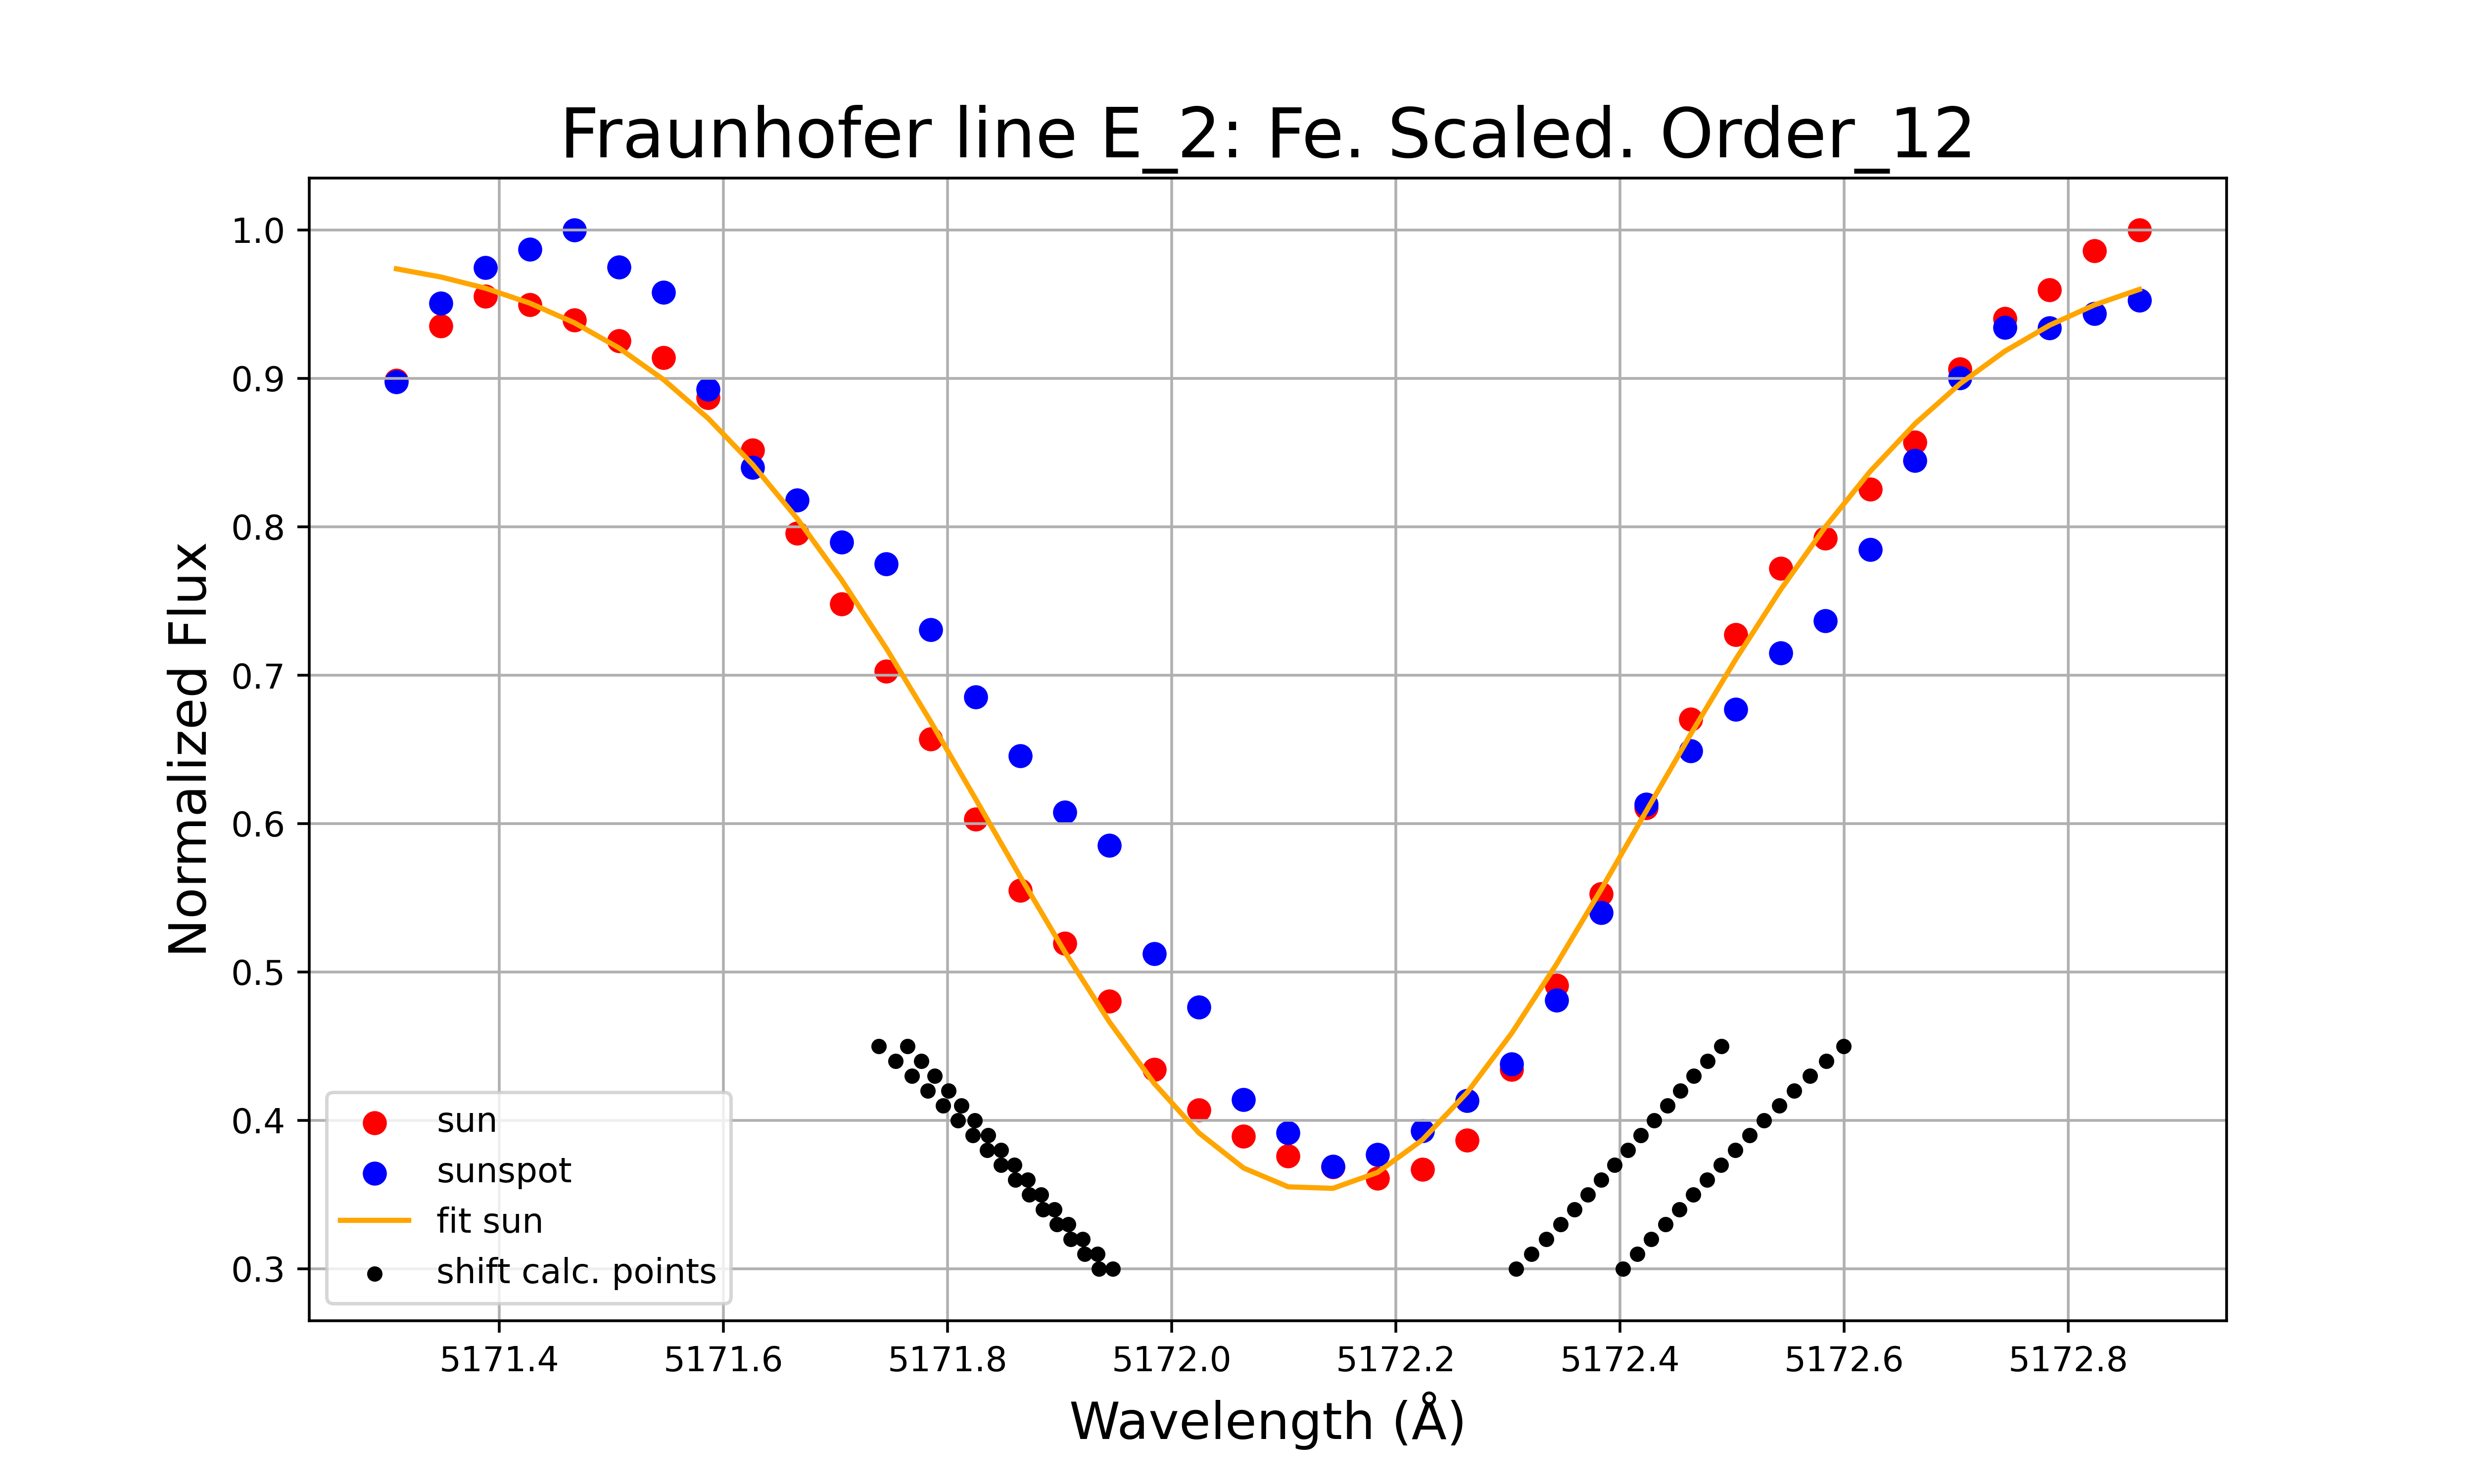 Fraunhofer line E_2: Fe. Scaled. Order_12
Normalized Flux
1.0
0.9
0.8
0.7
0.6
0.5
0.4
0.3
sun
sunspot
fit sun
shift calc. points
5171.4 5171.6 5171.8 5172.0 5172.2 5172.4 5172.6 5172.8
Wavelength (Å)